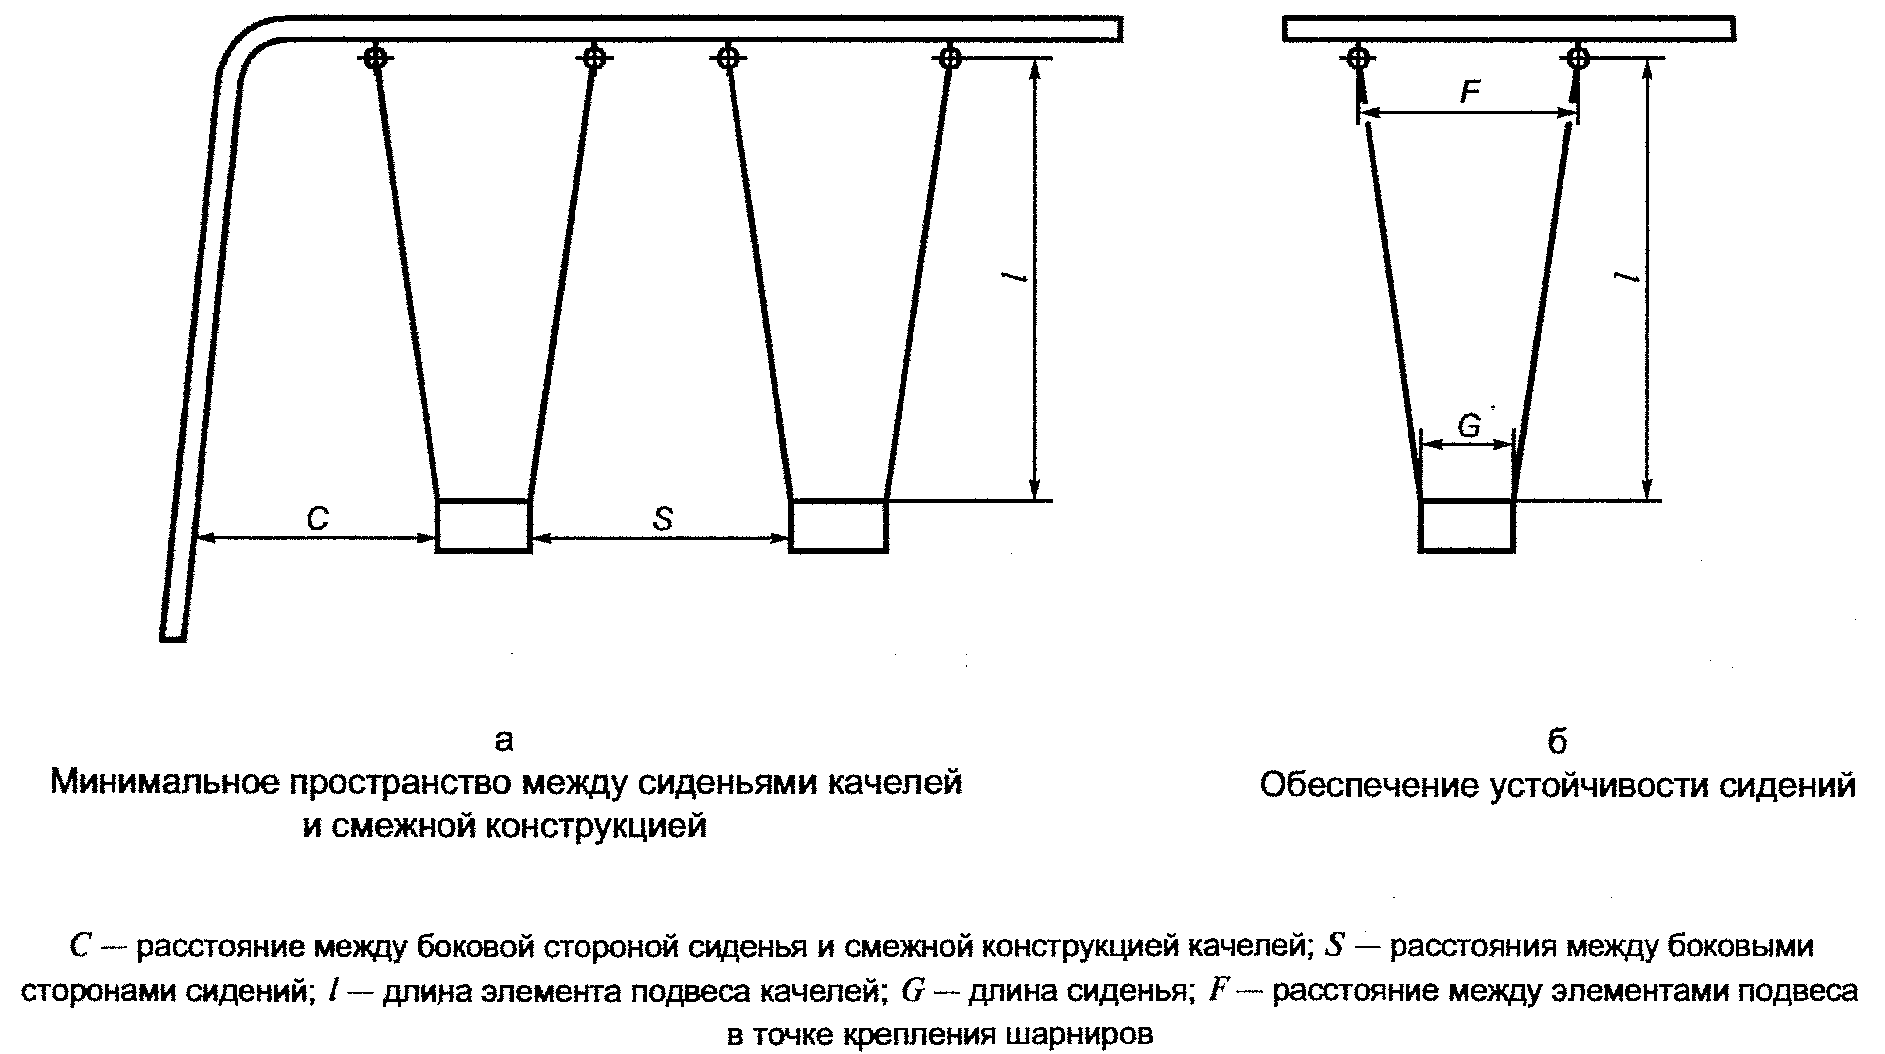 F
l
l
G
C
S
а
Минимальное пространство между сиденьями качелей
и смежной конструкцией
б
Обеспечение устойчивости сидений
C — расстояние между боковой стороной сиденья и смежной конструкцией качелей; S — расстояния между боковыми
сторонами сидений; l — длина элемента подвеса качелей; G — длина сиденья; F — расстояние между элементами подвеса
в точке крепления шарниров